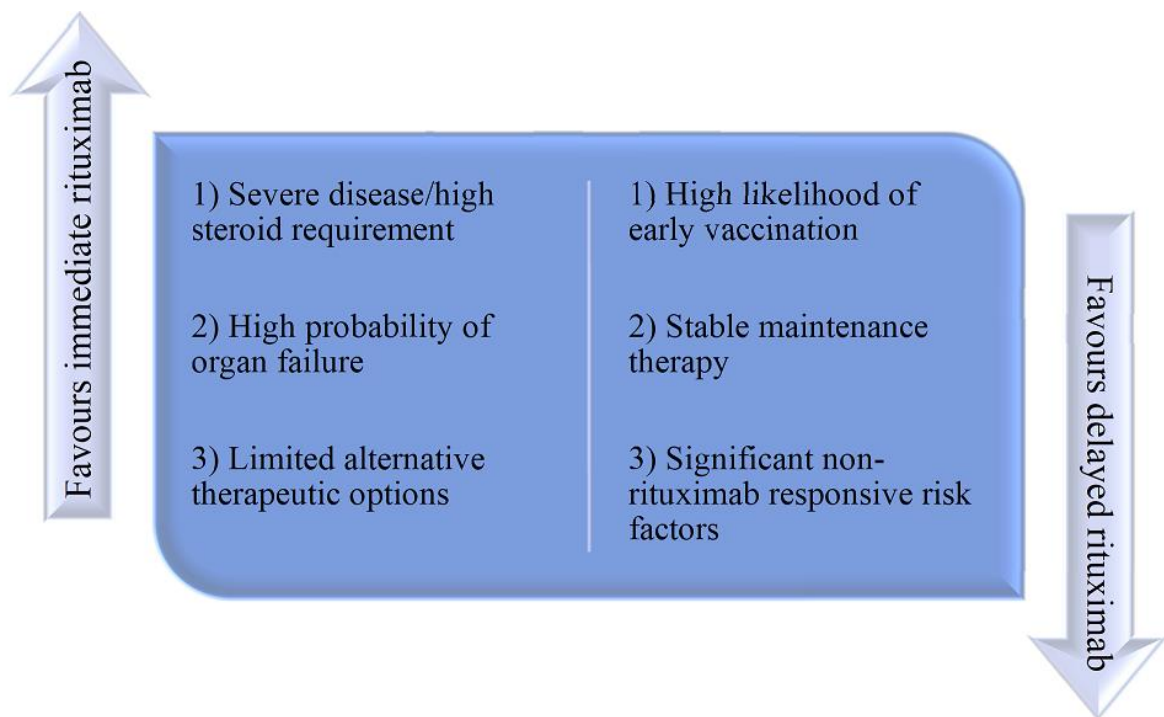 Favours immediate rituximab
1) Severe disease/high
steroid requirement
2) High probability of
organ failure
3) Limited alternative
therapeutic options
1) High likelihood of
early vaccination
2) Stable maintenance
therapy
3) Significant non-
rituximab responsive risk
factors
Favours delayed rituximab